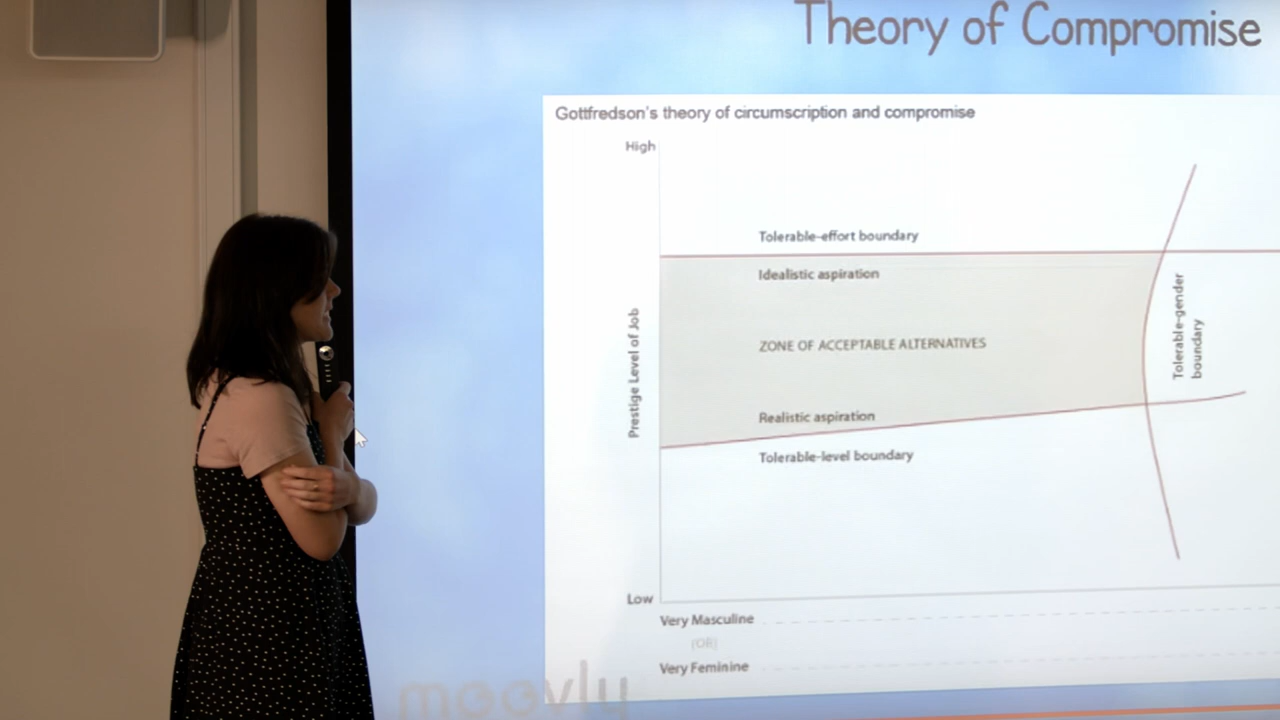 Theory of Compromise
Gottfredson's theory of circumscription and compromise
High
Tolerable-effort boundary
Idealistic aspiration
ZONE OF ACCEPTABLE ALTERNATIVES
Realistic aspiration
Tolerable-level boundary
Prestige Level of Job
Tolerable-gender
boundary
Low
Very Masculine
(OR)
Very Feminine
moovly